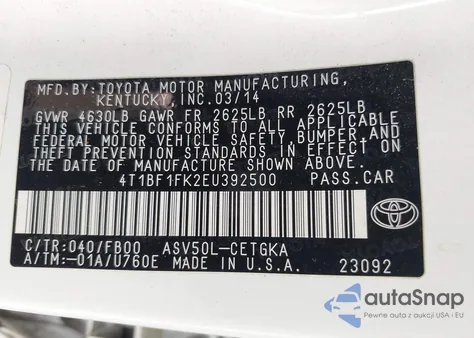 MFD.BY:TOYOTA MOTOR MANUFACTURING,
KENTUCKY,INC.03/14
GVWR 4630LB GAWR FR 2625LB RR 2625LB
THIS VEHICLE CONFORMS TO ALL APPLICABLE
FEDERAL MOTOR VEHICLE SAFETY, BUMPER, AND
THEFT PREVENTION STANDARDS IN EFFECT ON
THE DATE OF MANUFACTURE SHOWN ABOVE.
4T1BF1FK2EU392500 PASS.CAR
C/TR:040/FB00 ASV50L-CETGKA
A/TM:-01A/U760E MADE IN U.S.A. 23092
TOYOTA
autoSnap
Pewne auta z USA i EU